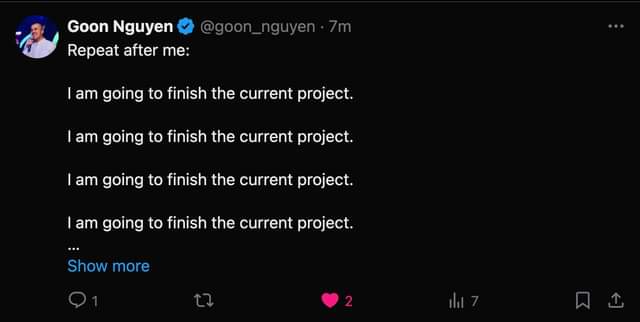 Goon Nguyen @goon_nguyen · 7m
Repeat after me:
I am going to finish the current project.
I am going to finish the current project.
I am going to finish the current project.
I am going to finish the current project.
...
Show more
1 2 7